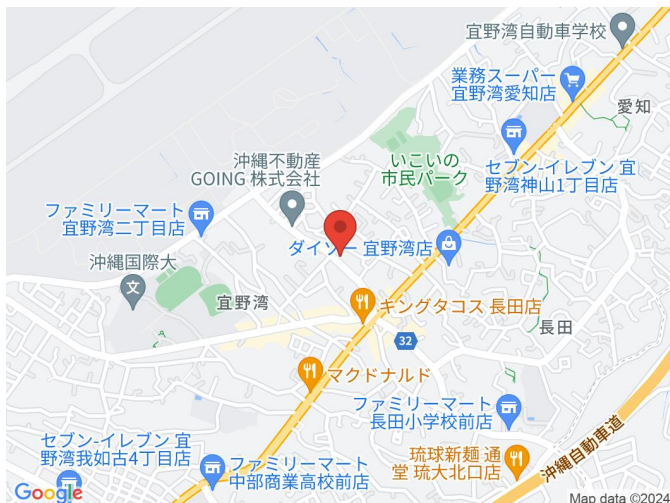 宜野湾自動車学校
業務スーパー
宜野湾愛知店
愛知
セブン-イレブン 宜
野湾神山1丁目店
いこいの
市民パーク
沖縄不動産
GOING 株式会社
ファミリーマート
宜野湾二丁目店
ダイソー 宜野湾店
沖縄国際大
文
宜野湾
キングタコス 長田店
長田
32
マクドナルド
ファミリーマート
長田小学校前店
沖縄自動車道
琉球新麺 通
堂 琉大北口店
セブン-イレブン 宜
野湾我如古4丁目店
ファミリーマート
中部商業高校前店
Google
Map data ©2024